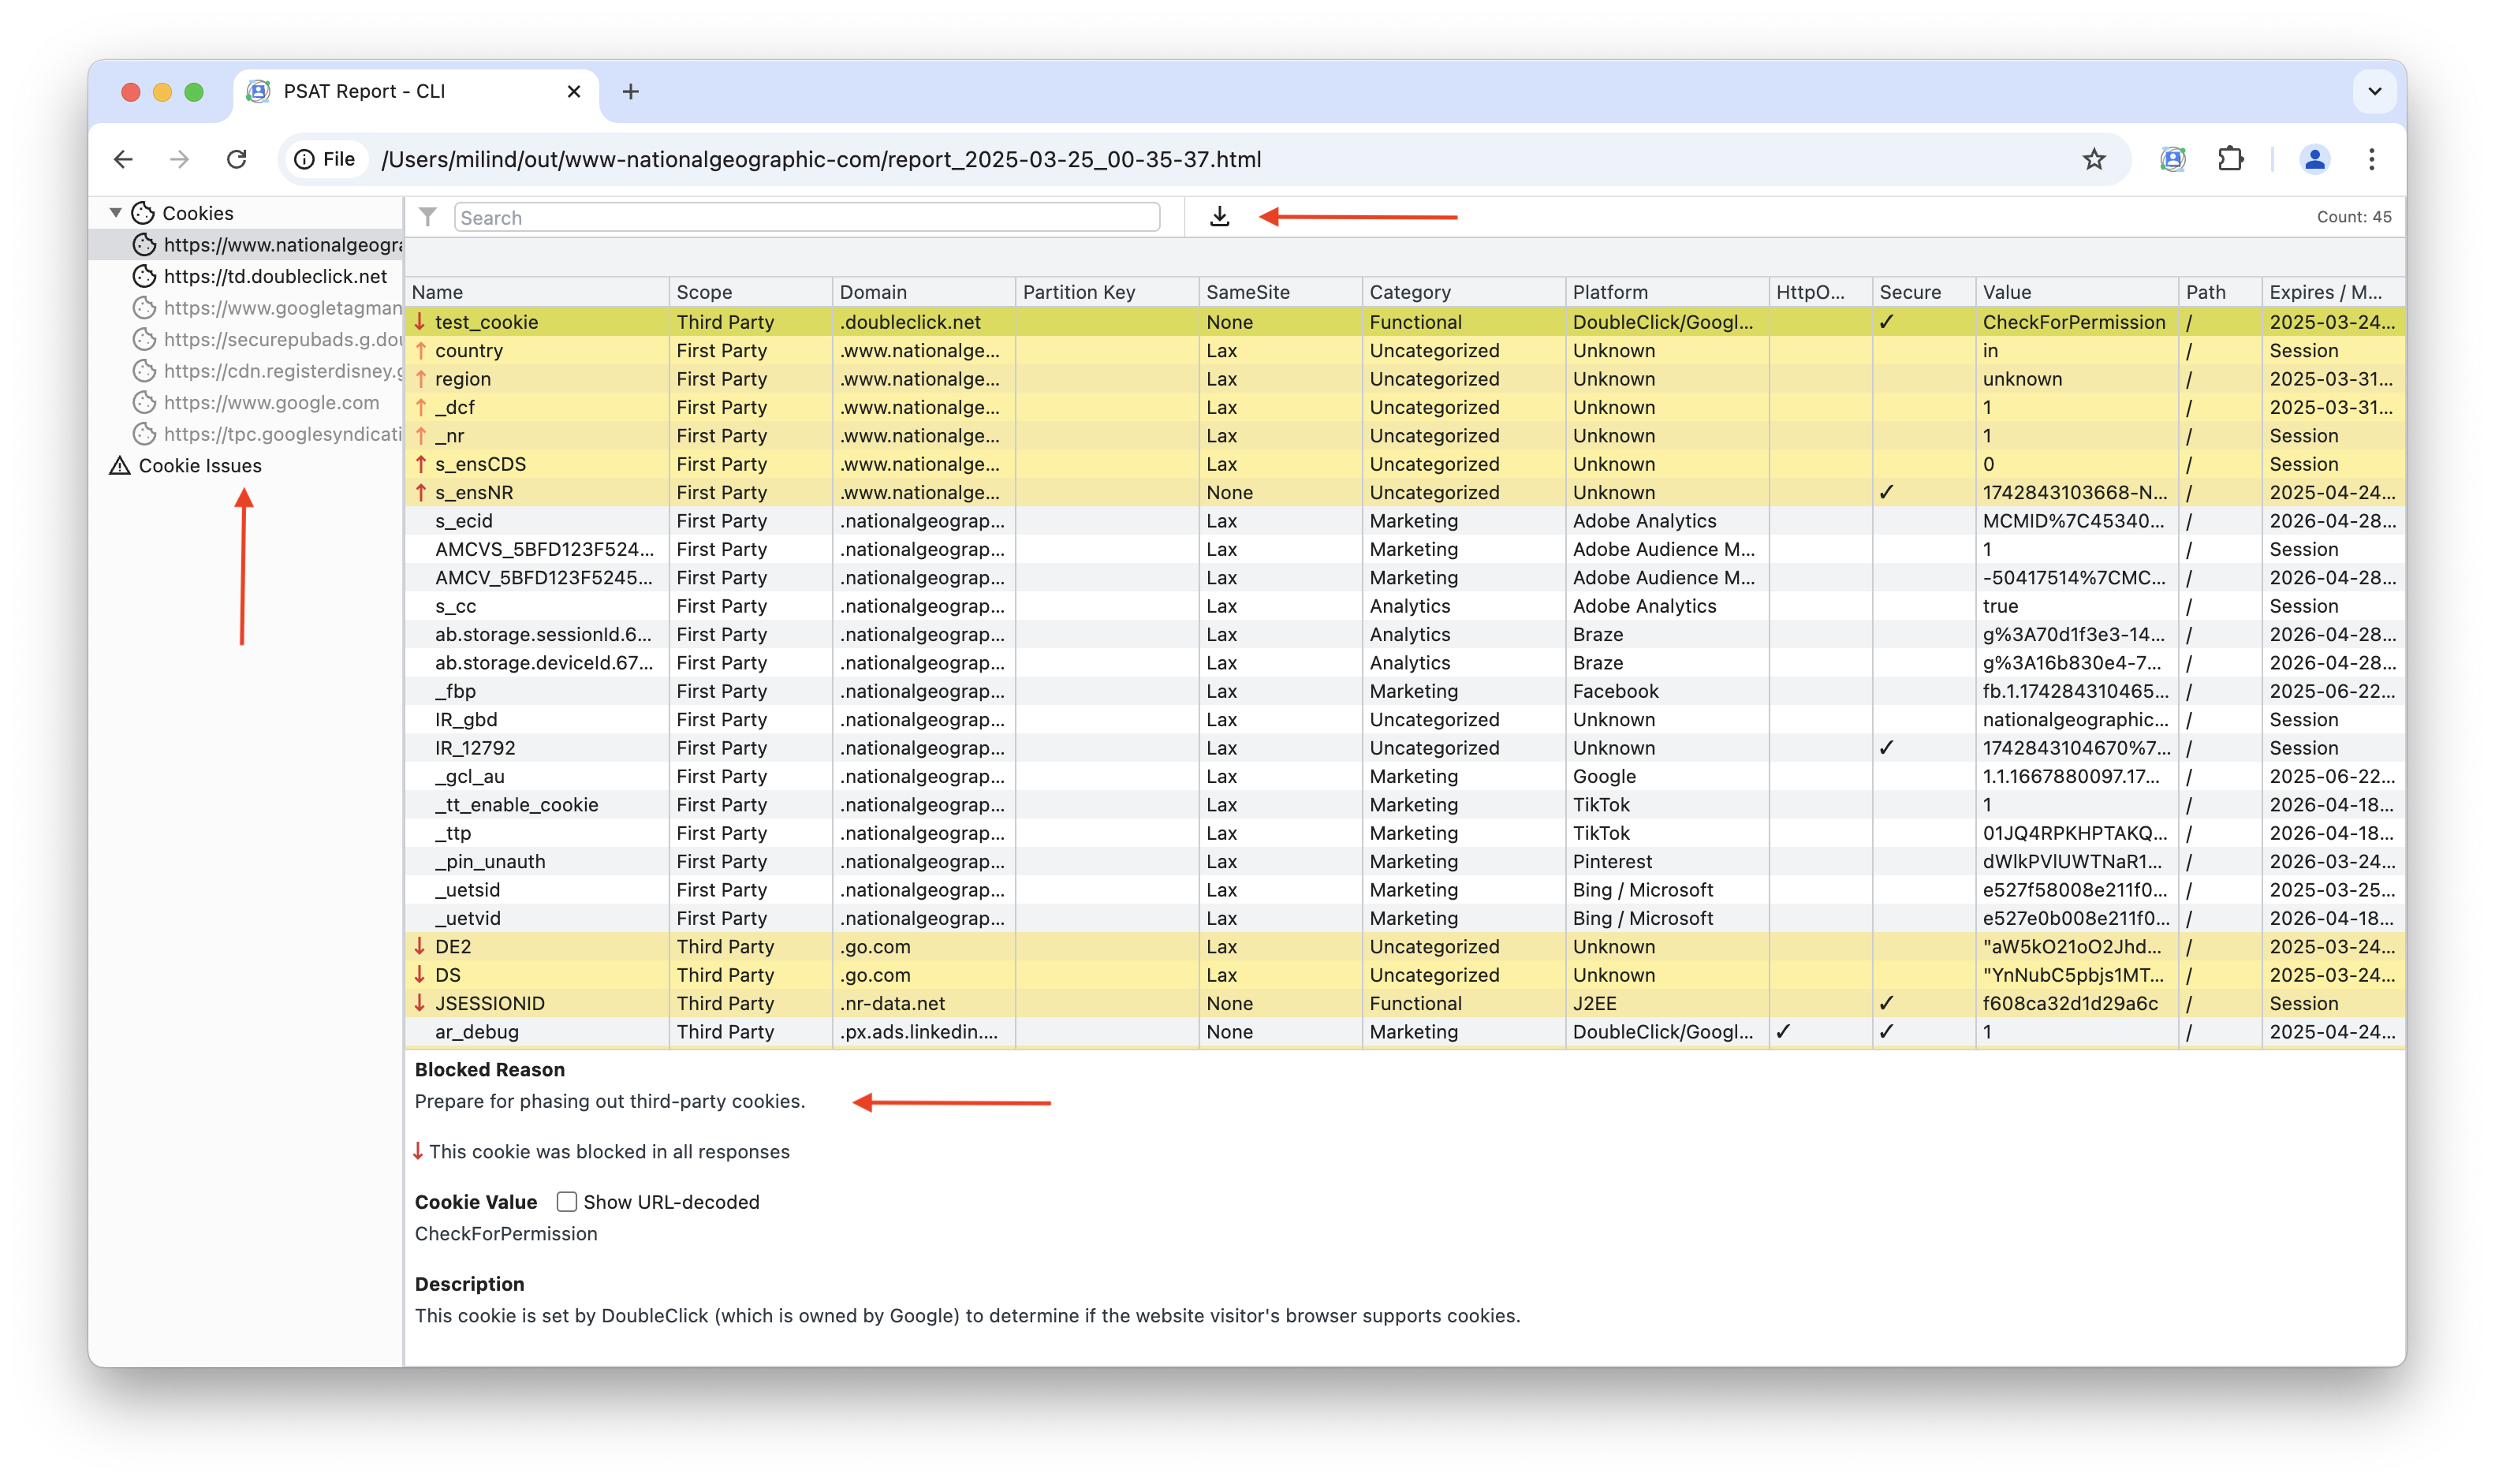 PSAT Report - CLI
File /Users/milind/out/www-nationalgeographic-com/report_2025-03-25_00-35-37.html
Cookies
https://www.nationalgeogra
https://td.doubleclick.net
https://www.googletagman
https://securepubads.g.dou
https://cdn.registerdisney.g
https://www.google.com
https://tpc.googlesyndicati
Cookie Issues
Search
Count: 45
Name Scope Domain Partition Key SameSite Category Platform HttpO... Secure Value Path Expires / M...
↓ test_cookie Third Party .doubleclick.net None Functional DoubleClick/Googl... ✓ CheckForPermission / 2025-03-24...
↑ country First Party .www.nationalge... Lax Uncategorized Unknown in / Session
↑ region First Party .www.nationalge... Lax Uncategorized Unknown unknown / 2025-03-31...
↑ _dcf First Party .www.nationalge... Lax Uncategorized Unknown 1 / 2025-03-31...
↑ _nr First Party .www.nationalge... Lax Uncategorized Unknown 1 / Session
↑ s_ensCDS First Party .www.nationalge... Lax Uncategorized Unknown 0 / Session
↑ s_ensNR First Party .www.nationalge... None Uncategorized Unknown ✓ 1742843103668-N... / 2025-04-24...
s_ecid First Party .nationalgeograp... Lax Marketing Adobe Analytics MCMID%7C45340... / 2026-04-28...
AMCVS_5BFD123F524... First Party .nationalgeograp... Lax Marketing Adobe Audience M... 1 / Session
AMCV_5BFD123F5245... First Party .nationalgeograp... Lax Marketing Adobe Audience M... -50417514%7CMC... / 2026-04-28...
s_cc First Party .nationalgeograp... Lax Analytics Adobe Analytics true / Session
ab.storage.sessionId.6... First Party .nationalgeograp... Lax Analytics Braze g%3A70d1f3e3-14... / 2026-04-28...
ab.storage.deviceId.67... First Party .nationalgeograp... Lax Analytics Braze g%3A16b830e4-7... / 2026-04-28...
_fbp First Party .nationalgeograp... Lax Marketing Facebook fb.1.174284310465... / 2025-06-22...
IR_gbd First Party .nationalgeograp... Lax Uncategorized Unknown nationalgeographic... / Session
IR_12792 First Party .nationalgeograp... Lax Uncategorized Unknown ✓ 1742843104670%7... / Session
_gcl_au First Party .nationalgeograp... Lax Marketing Google 1.1.1667880097.17... / 2025-06-22...
_tt_enable_cookie First Party .nationalgeograp... Lax Marketing TikTok 1 / 2026-04-18...
_ttp First Party .nationalgeograp... Lax Marketing TikTok 01JQ4RPKHPTAKQ... / 2026-04-18...
_pin_unauth First Party .nationalgeograp... Lax Marketing Pinterest dWlkPVlUWTNaR1... / 2026-03-24...
_uetsid First Party .nationalgeograp... Lax Marketing Bing / Microsoft e527f58008e211f0... / 2025-03-25...
_uetvid First Party .nationalgeograp... Lax Marketing Bing / Microsoft e527e0b008e211f0... / 2026-04-18...
↓ DE2 Third Party .go.com Lax Uncategorized Unknown "aW5kO21oO2Jhd... / 2025-03-24...
↓ DS Third Party .go.com Lax Uncategorized Unknown "YnNubC5pbjs1MT... / 2025-03-24...
↓ JSESSIONID Third Party .nr-data.net None Functional J2EE ✓ f608ca32d1d29a6c / Session
ar_debug Third Party .px.ads.linkedin.... None Marketing DoubleClick/Googl... ✓ ✓ 1 / 2025-04-24...
Blocked Reason
Prepare for phasing out third-party cookies.
↓ This cookie was blocked in all responses
Cookie Value Show URL-decoded
CheckForPermission
Description
This cookie is set by DoubleClick (which is owned by Google) to determine if the website visitor's browser supports cookies.